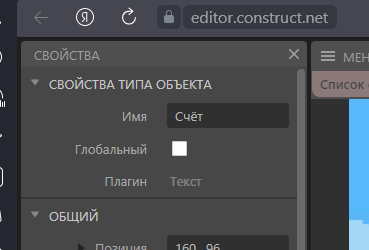 editor.construct.net
СВОЙСТВА
МЕН
СВОЙСТВА ТИПА ОБЪЕКТА
Список
Имя
Счёт
Глобальный
Плагин
Текст
ОБЩИЙ
Позиция
160, 96